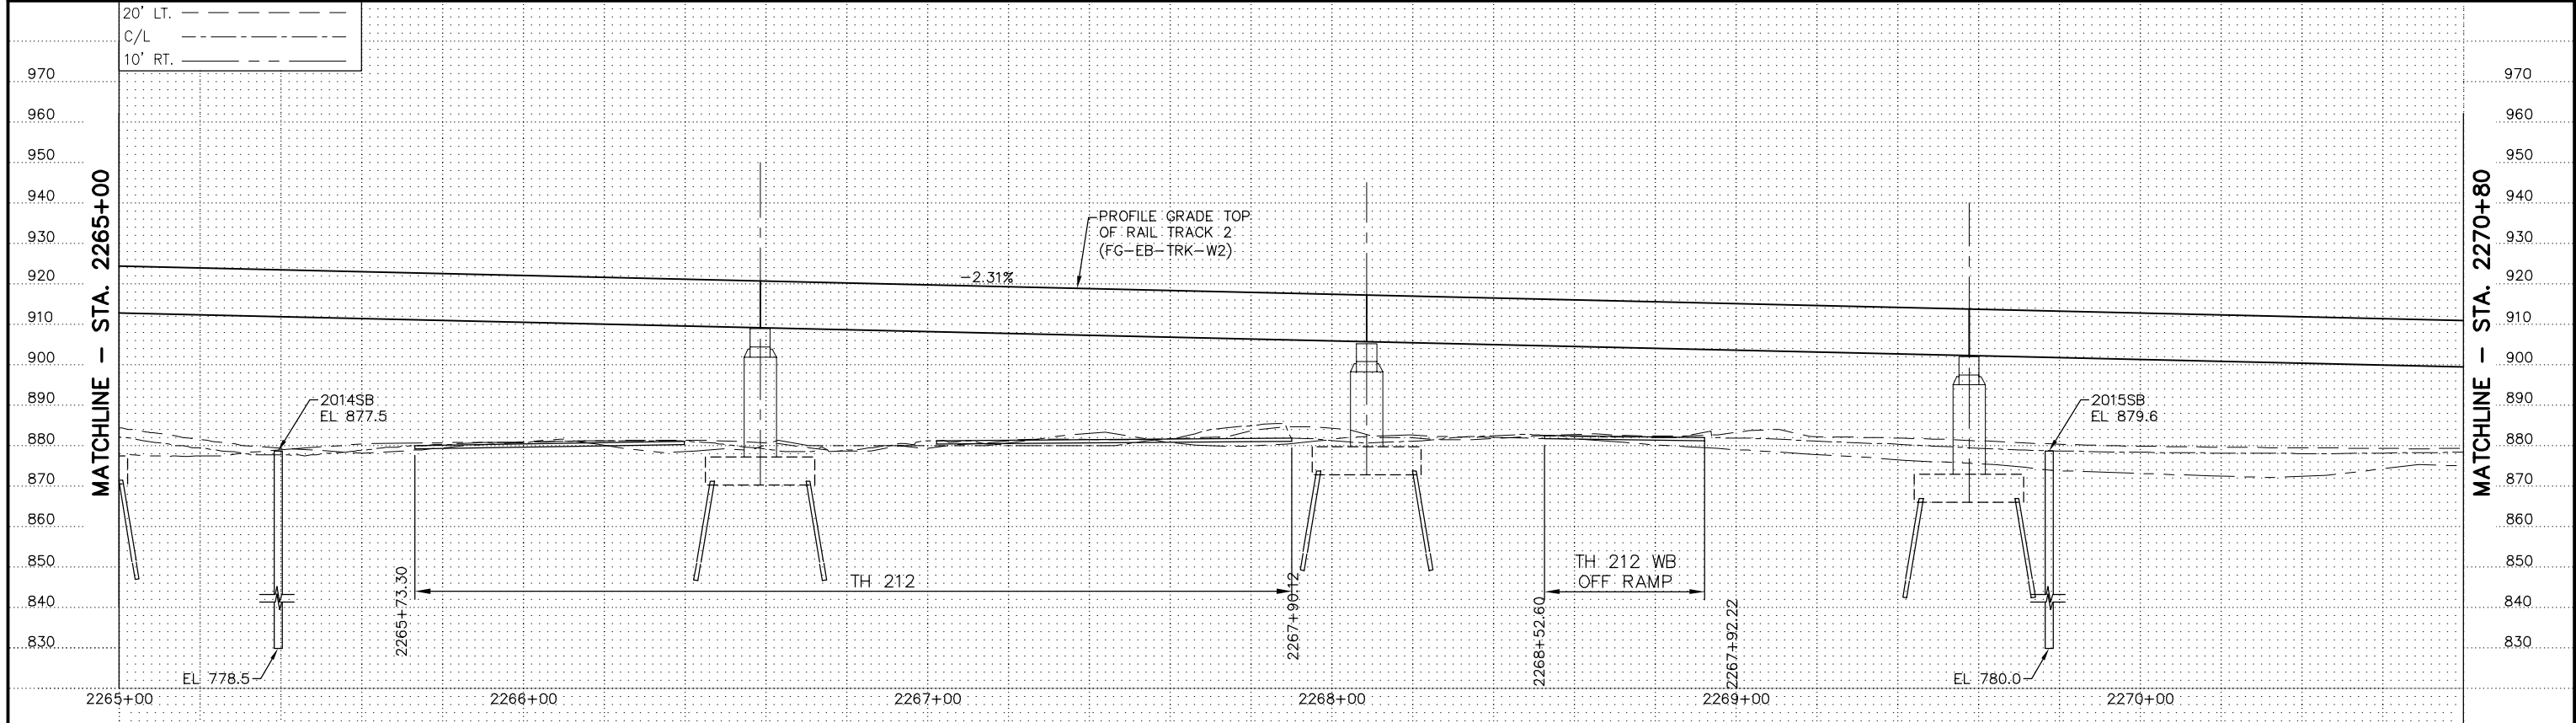 20' LT.
C/L
10' RT.
970
960
950
940
930
920
910
900
890
880
870
860
850
840
830
MATCHLINE – STA. 2265+00
PROFILE GRADE TOP
OF RAIL TRACK 2
(FG–EB–TRK–W2)
–2.31%
2014SB
EL 877.5
EL 778.5
2265+73.30
TH 212
2267+90.12
2268+52.60
TH 212 WB
OFF RAMP
2267+92.22
2015SB
EL 879.6
EL 780.0
MATCHLINE – STA. 2270+80
970
960
950
940
930
920
910
900
890
880
870
860
850
840
830
2265+00
2266+00
2267+00
2268+00
2269+00
2270+00